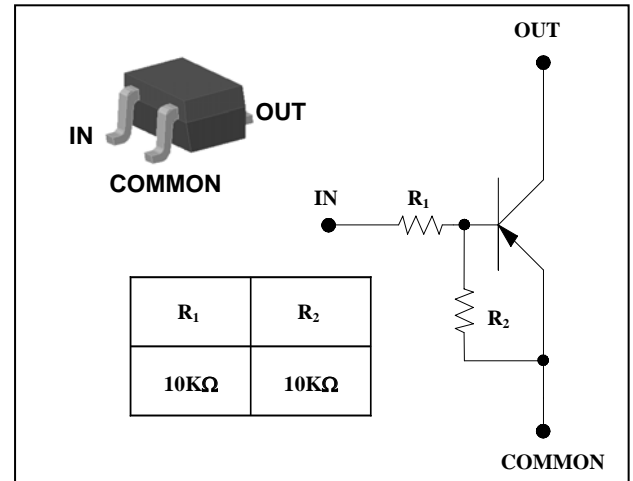 OUT
OUT
IN
COMMON
IN
R₁
R₂
R₁ R₂
10KΩ 10KΩ
COMMON